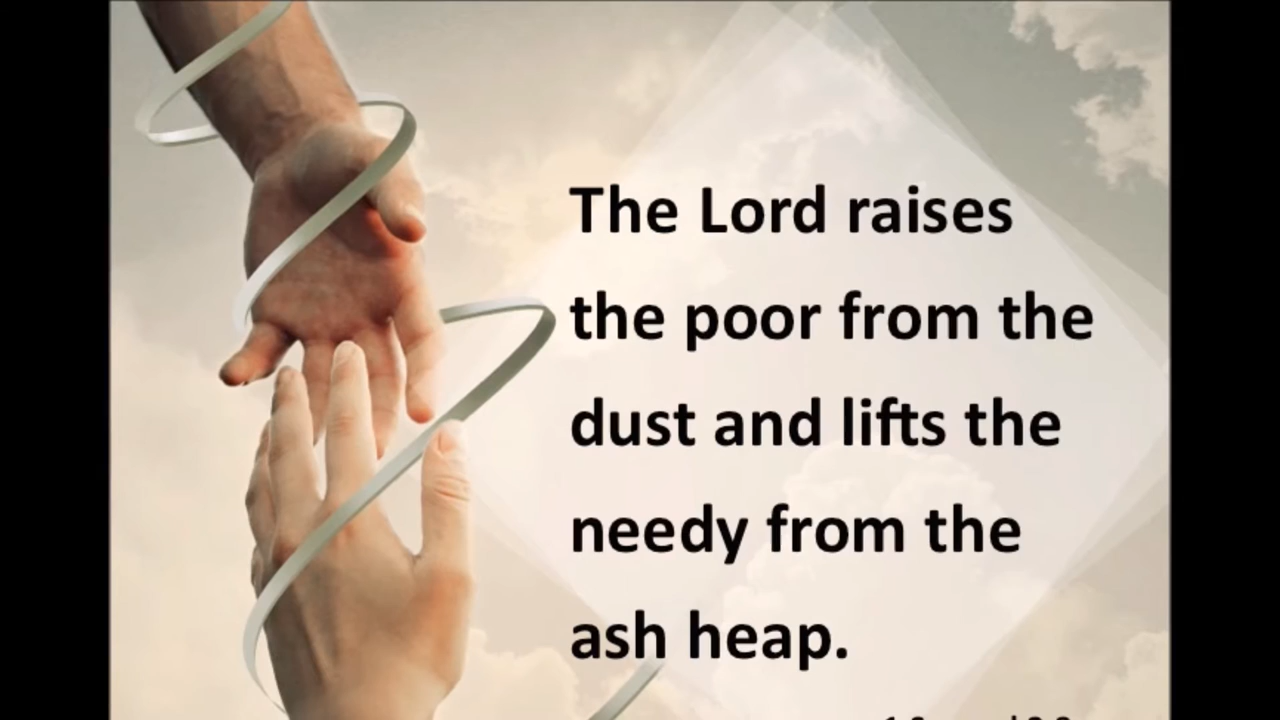 The Lord raises
the poor from the
dust and lifts the
needy from the
ash heap.